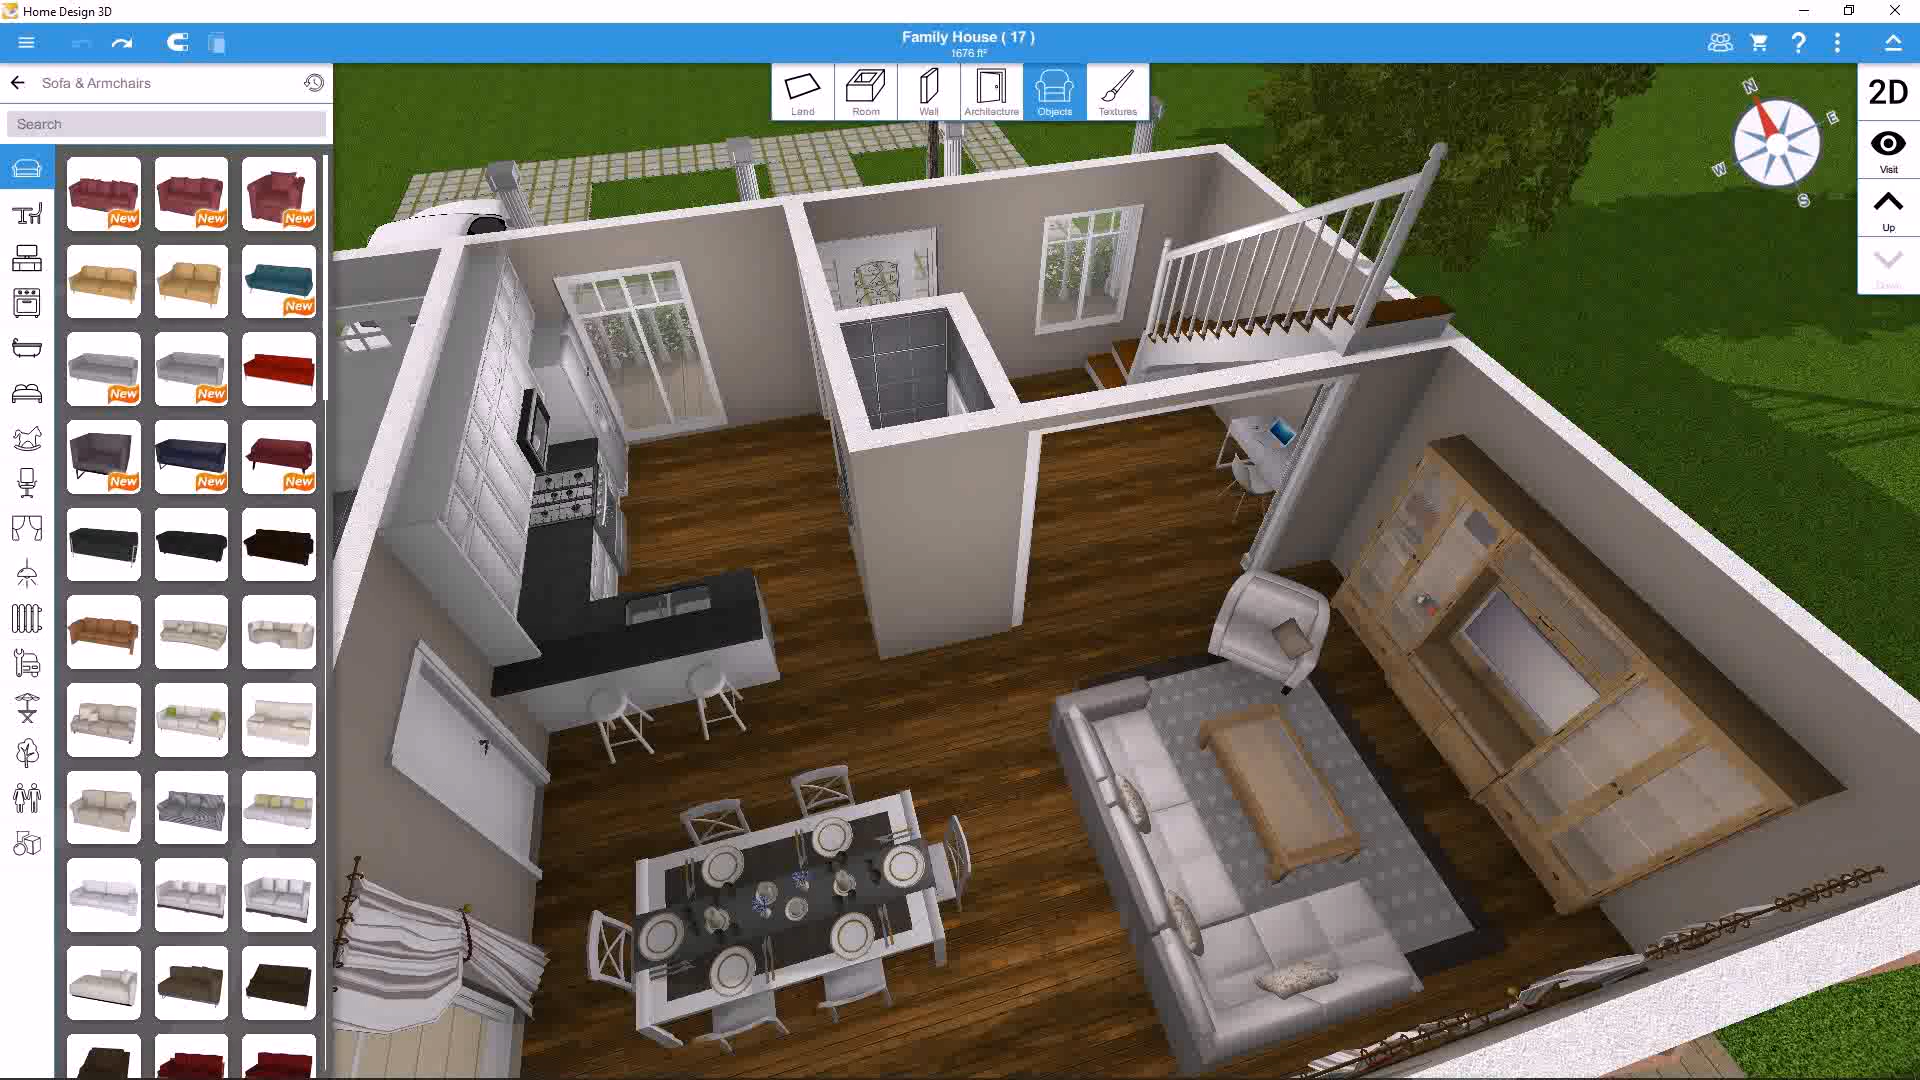 Home Design 3D
Family House ( 17 )
1676 ft²
Sofa & Armchairs
Search
Land
Room
Wall
Architecture
Objects
Textures
N
E
W
S
2D
Visit
Up
Down
New
New
New
New
New
New
New
New
New